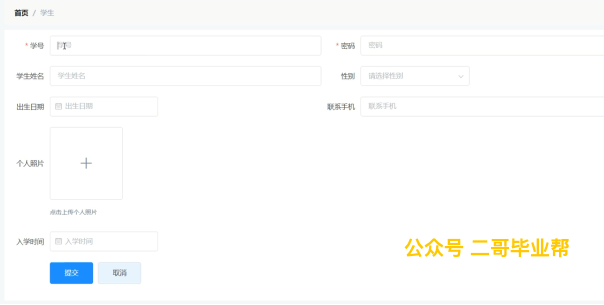 首页 / 学生
* 学号 学号 * 密码 密码
学生姓名 学生姓名 性别 请选择性别
出生日期 出生日期 联系手机 联系手机
个人照片
点击上传个人照片
入学时间 入学时间
公众号 二哥毕业帮
提交 取消